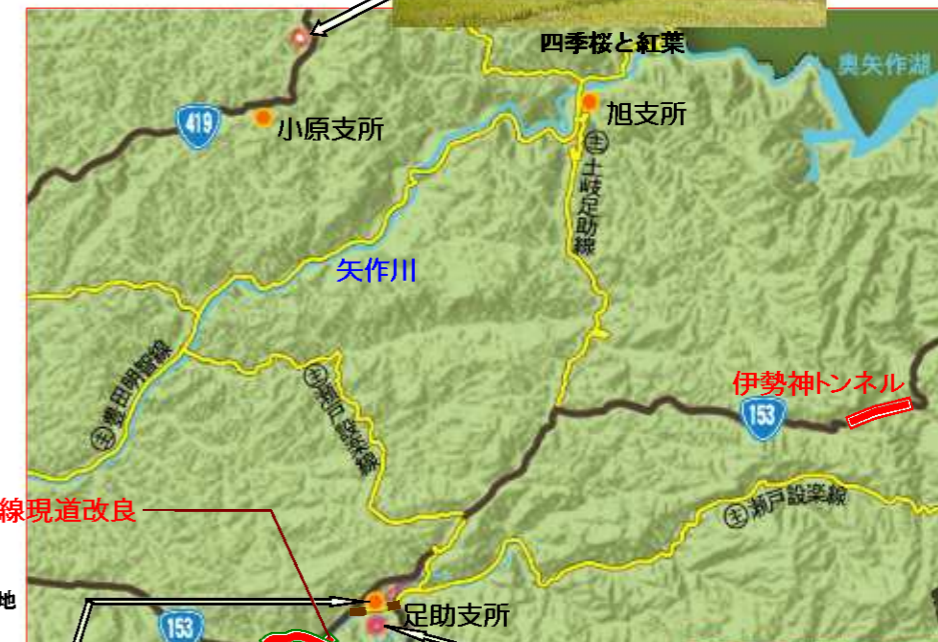 四季桜と紅葉
奥矢作湖
419
小原支所
旭支所
主 土岐足助線
矢作川
主 豊田明智線
主 瀬戸設楽線
伊勢神トンネル
153
線現道改良
主 瀬戸設楽線
地
足助支所
153